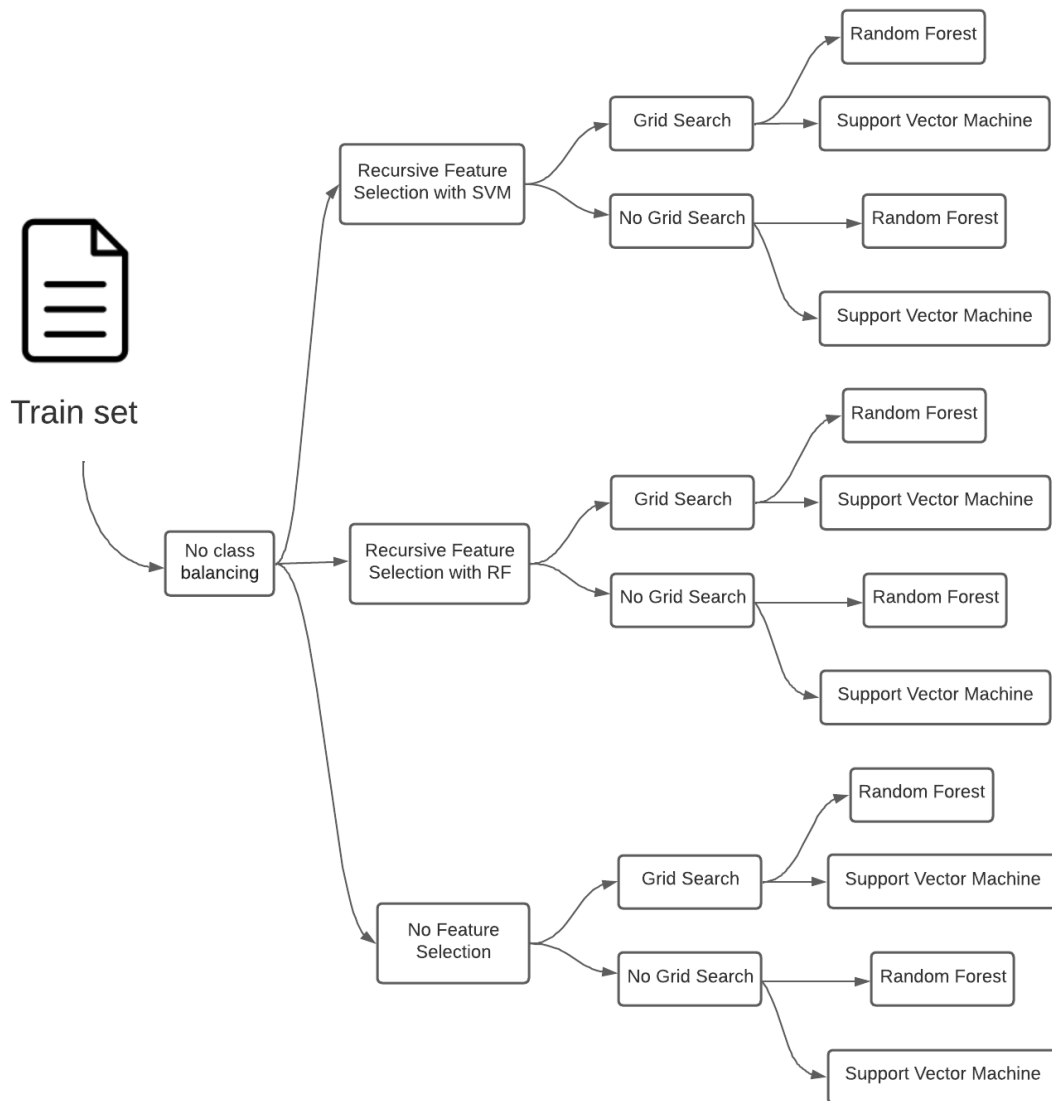 Random Forest
Grid Search
Support Vector Machine
Recursive Feature
Selection with SVM
No Grid Search
Random Forest
Support Vector Machine
Train set
Random Forest
Grid Search
Support Vector Machine
No class
balancing
Recursive Feature
Selection with RF
No Grid Search
Random Forest
Support Vector Machine
Random Forest
Grid Search
Support Vector Machine
No Feature
Selection
No Grid Search
Random Forest
Support Vector Machine